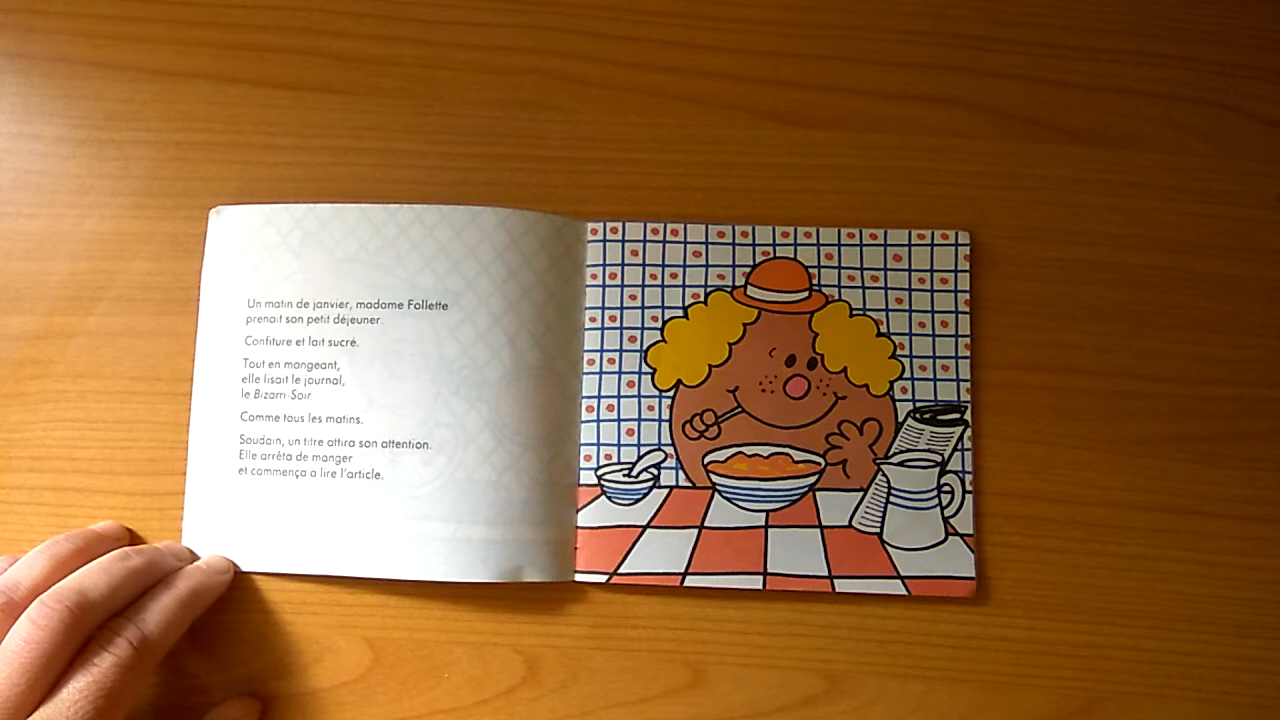 Un matin de janvier, madame Follette
prenait son petit déjeuner.
Confiture et lait sucré.
Tout en mangeant,
elle lisait le journal,
le Bizarri-Soir.
Comme tous les matins.
Soudain, un titre attira son attention.
Elle arrêta de manger
et commença à lire l'article.